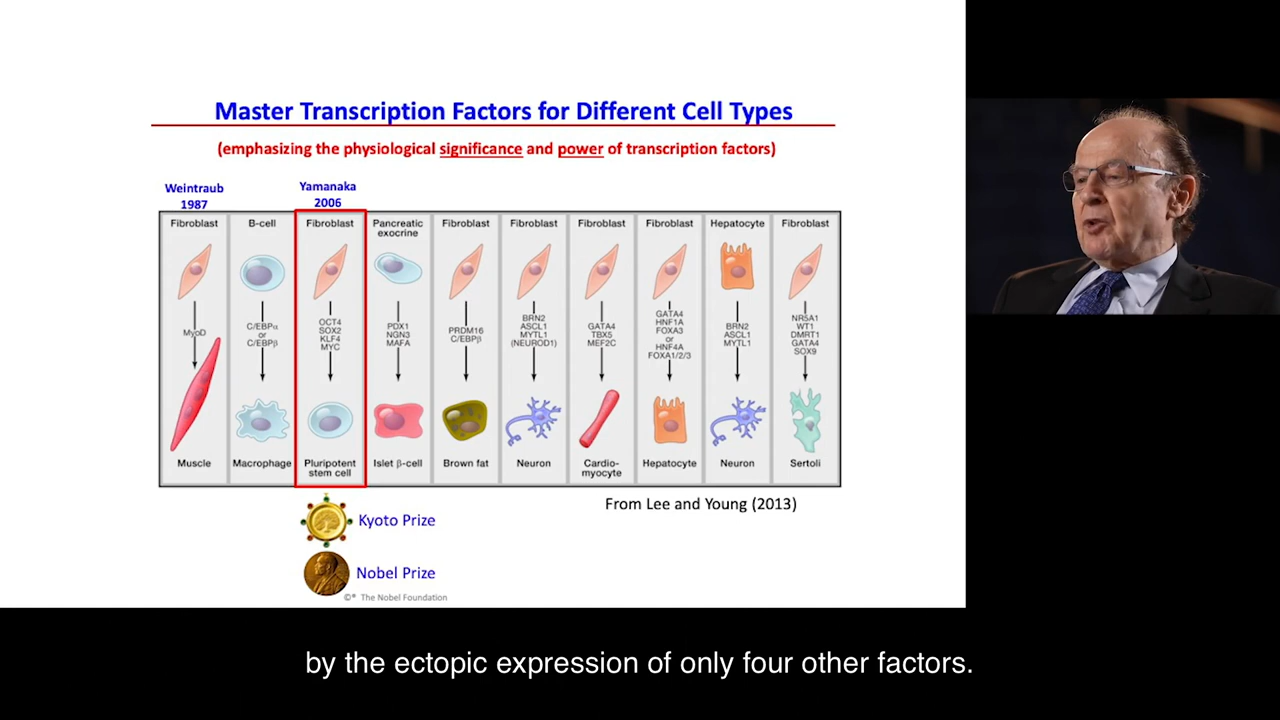 Master Transcription Factors for Different Cell Types
(emphasizing the physiological significance and power of transcription factors)
Weintraub
1987
Yamanaka
2006
Fibroblast
MyoD
Muscle
B-cell
C/EBPα
or
C/EBPβ
Macrophage
Fibroblast
OCT4
SOX2
KLF4
MYC
Pluripotent
stem cell
Pancreatic
exocrine
PDX1
NGN3
MAFA
Islet β-cell
Fibroblast
PRDM16
C/EBPβ
Brown fat
Fibroblast
BRN2
ASCL1
MYTL1
(NEUROD1)
Neuron
Fibroblast
GATA4
TBX5
MEF2C
Cardio-
myocyte
Fibroblast
GATA4
HNF1A
FOXA3
or
HNF4A
FOXA1/2/3
Hepatocyte
Hepatocyte
BRN2
ASCL1
MYTL1
Neuron
Fibroblast
NR5A1
WT1
DMRT1
GATA4
SOX9
Sertoli
From Lee and Young (2013)
Kyoto Prize
Nobel Prize
©® The Nobel Foundation
by the ectopic expression of only four other factors.